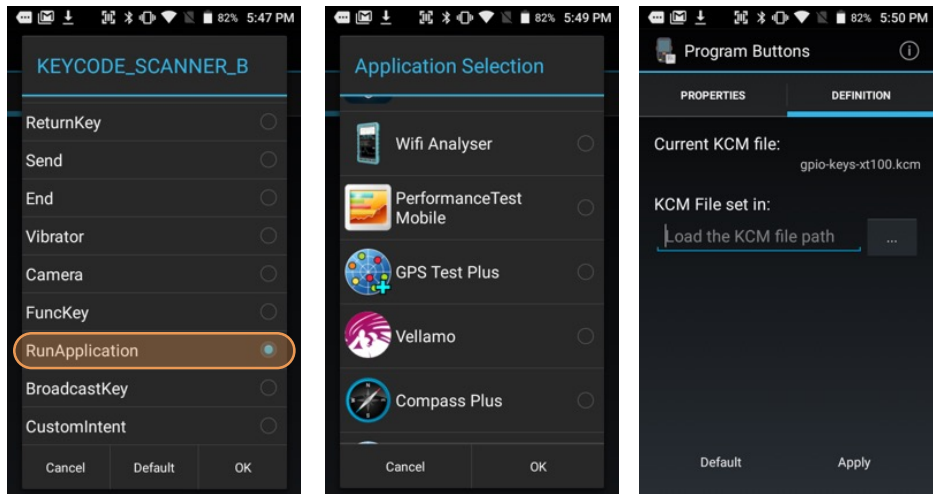 82% 5:47 PM
KEYCODE_SCANNER_B
ReturnKey
Send
End
Vibrator
Camera
FuncKey
RunApplication
BroadcastKey
CustomIntent
Cancel Default OK
82% 5:49 PM
Application Selection
Wifi Analyser
PerformanceTest
Mobile
GPS Test Plus
Vellamo
Compass Plus
Cancel OK
82% 5:50 PM
Program Buttons
PROPERTIES DEFINITION
Current KCM file:
gpio-keys-xt100.kcm
KCM File set in:
Load the KCM file path ...
Default Apply